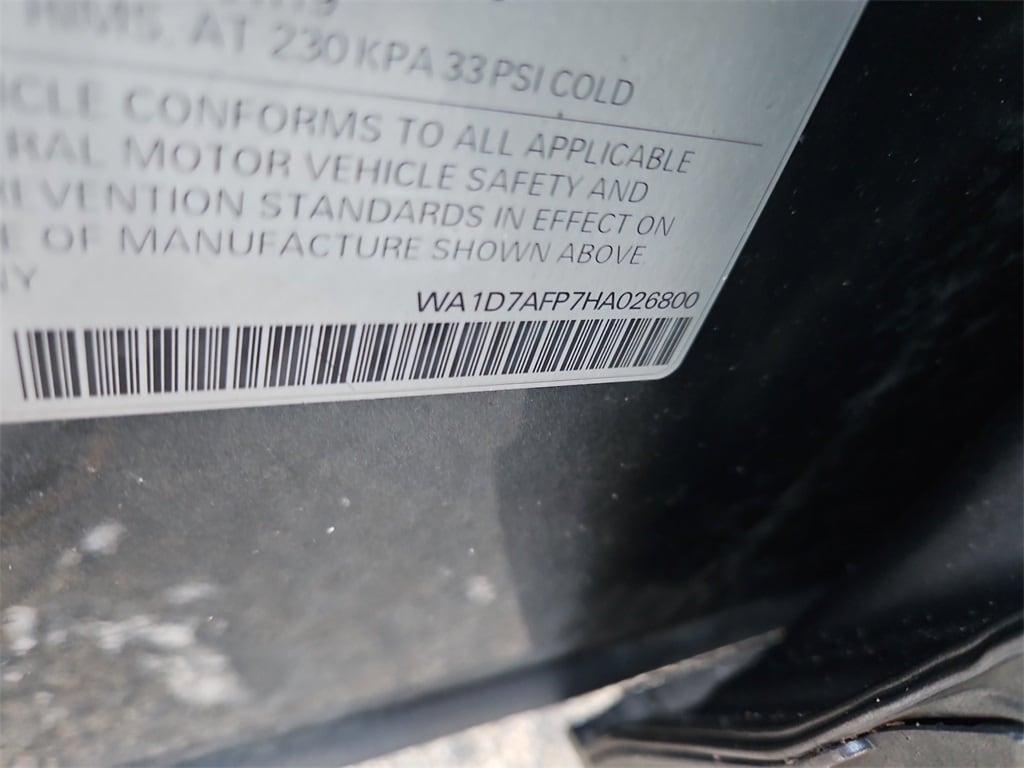 RIMS, AT 230 KPA 33 PSI COLD
CONFORMS TO ALL APPLICABLE
MOTOR VEHICLE SAFETY AND
STANDARDS IN EFFECT ON
OF MANUFACTURE SHOWN ABOVE
WA1D7AFP7HA026800